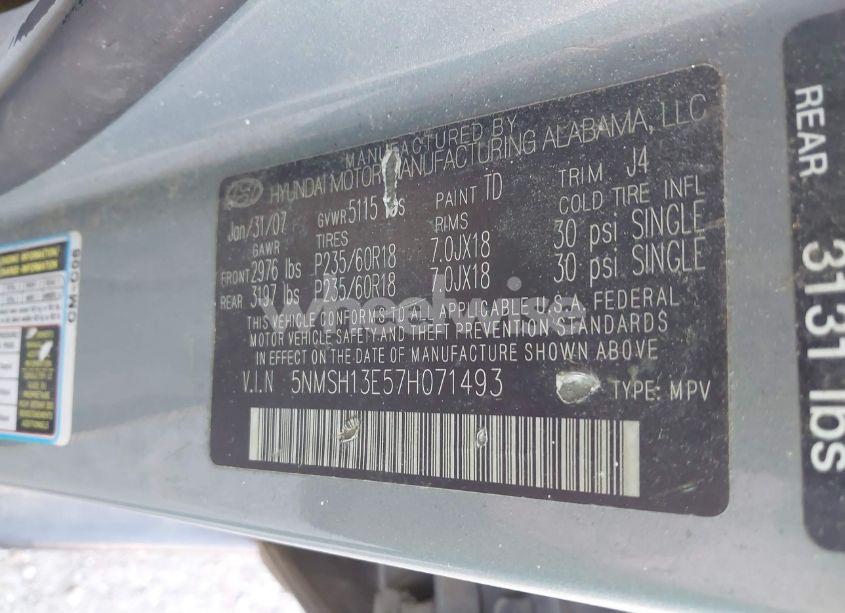 MANUFACTURED BY
HYUNDAI MOTOR MANUFACTURING ALABAMA, LLC
Jan/31/07 GVWR 5115 PAINT TD TRIM J4
GAWR TIRES RIMS COLD TIRE INFL
FRONT 2976 lbs P235/60R18 7.0JX18 30 psi SINGLE
REAR 3197 lbs P235/60R18 7.0JX18 30 psi SINGLE
THIS VEHICLE CONFORMS TO ALL APPLICABLE U.S.A. FEDERAL
MOTOR VEHICLE SAFETY AND THEFT PREVENTION STANDARDS
IN EFFECT ON THE DATE OF MANUFACTURE SHOWN ABOVE
V.I.N 5NMSH13E57H071493 TYPE: MPV
REAR 3131 lbs
OM-C06